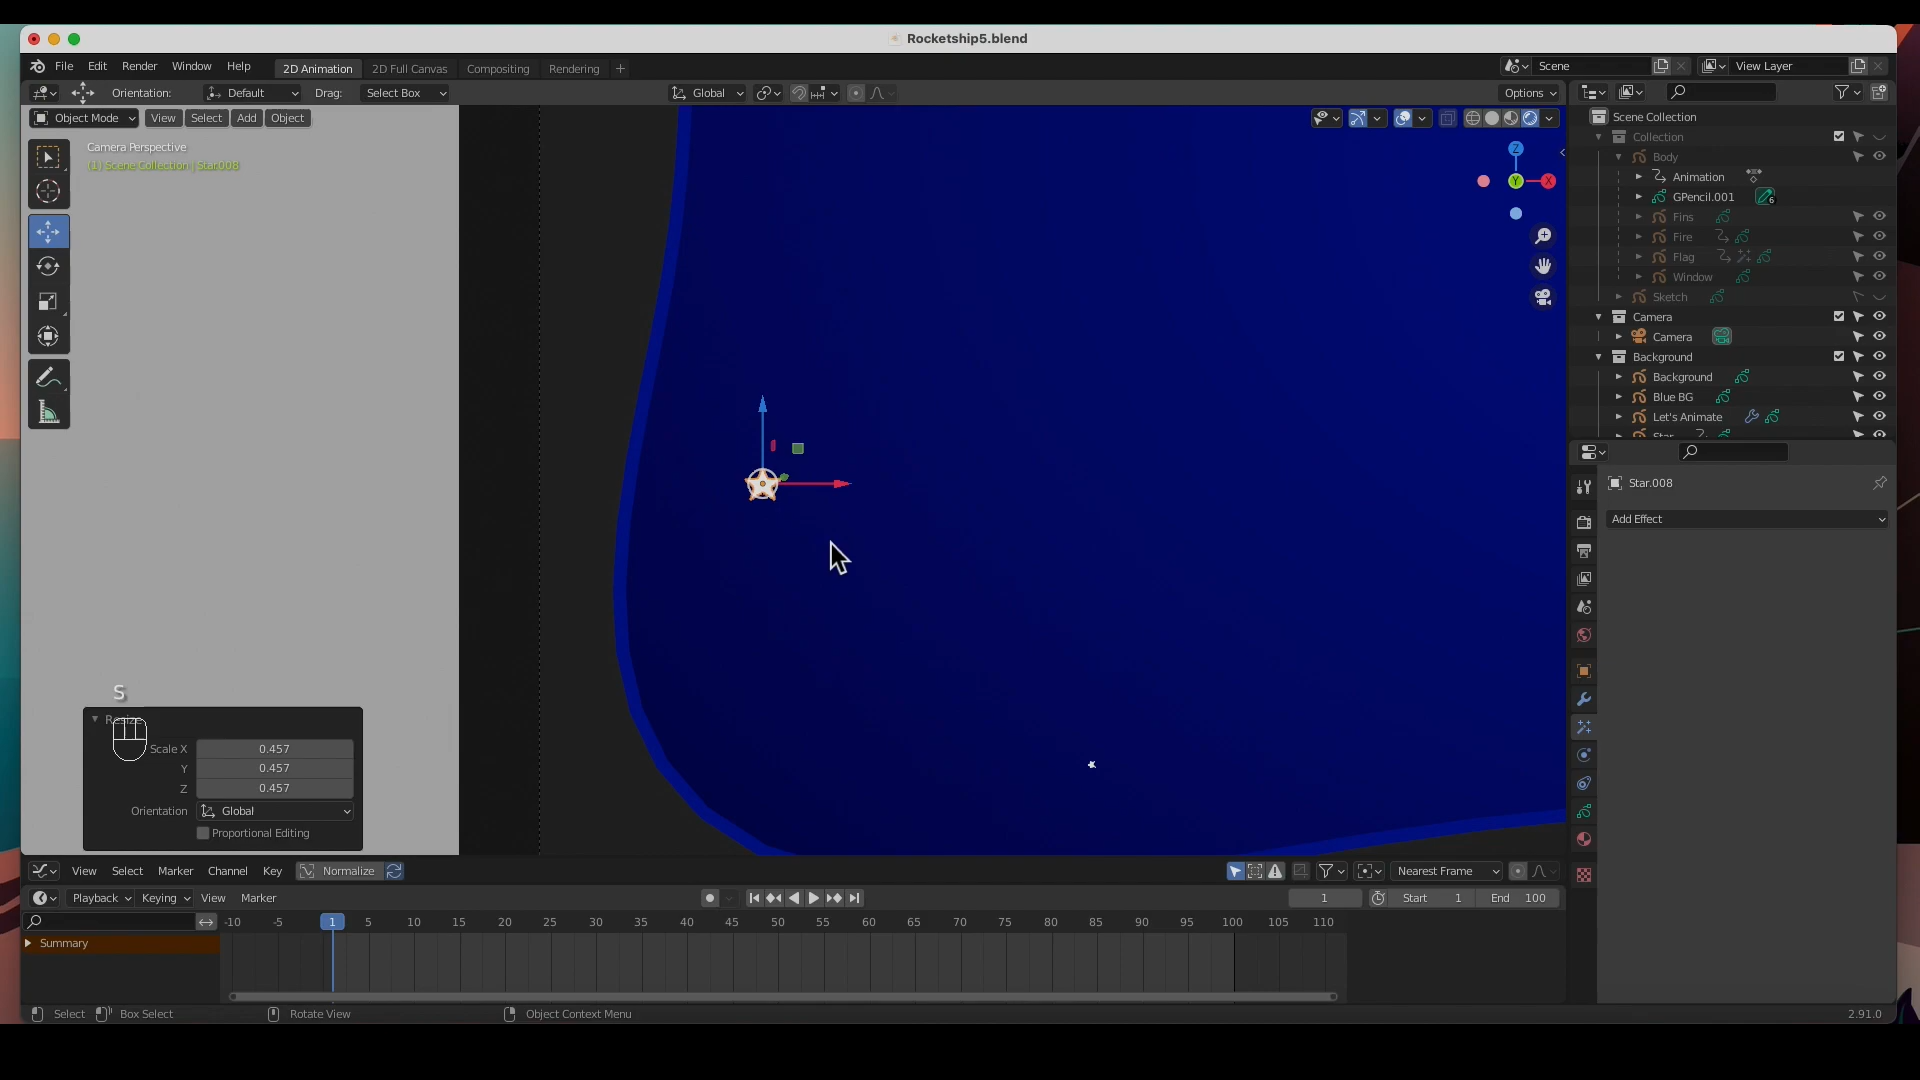 Rocketship5.blend
File Edit Render Window Help 2D Animation 2D Full Canvas Compositing Rendering + Scene View Layer
Orientation: Default Drag: Select Box Global Options
Object Mode View Select Add Object
Camera Perspective
(1) Scene Collection | Star.008
Z
Y X
Scene Collection
Collection
Body
Animation
GPencil.001 6
Fins
Fire
Flag
Window
Sketch
Camera
Camera
Background
Background
Blue BG
Let's Animate
Star
Star.008
Add Effect
S
Resize
Scale X 0.457
Y 0.457
Z 0.457
Orientation Global
Proportional Editing
View Select Marker Channel Key Normalize Nearest Frame
Playback Keying View Marker 1 Start 1 End 100
-10 -5 1 5 10 15 20 25 30 35 40 45 50 55 60 65 70 75 80 85 90 95 100 105 110
Summary
Select Box Select Rotate View Object Context Menu 2.91.0